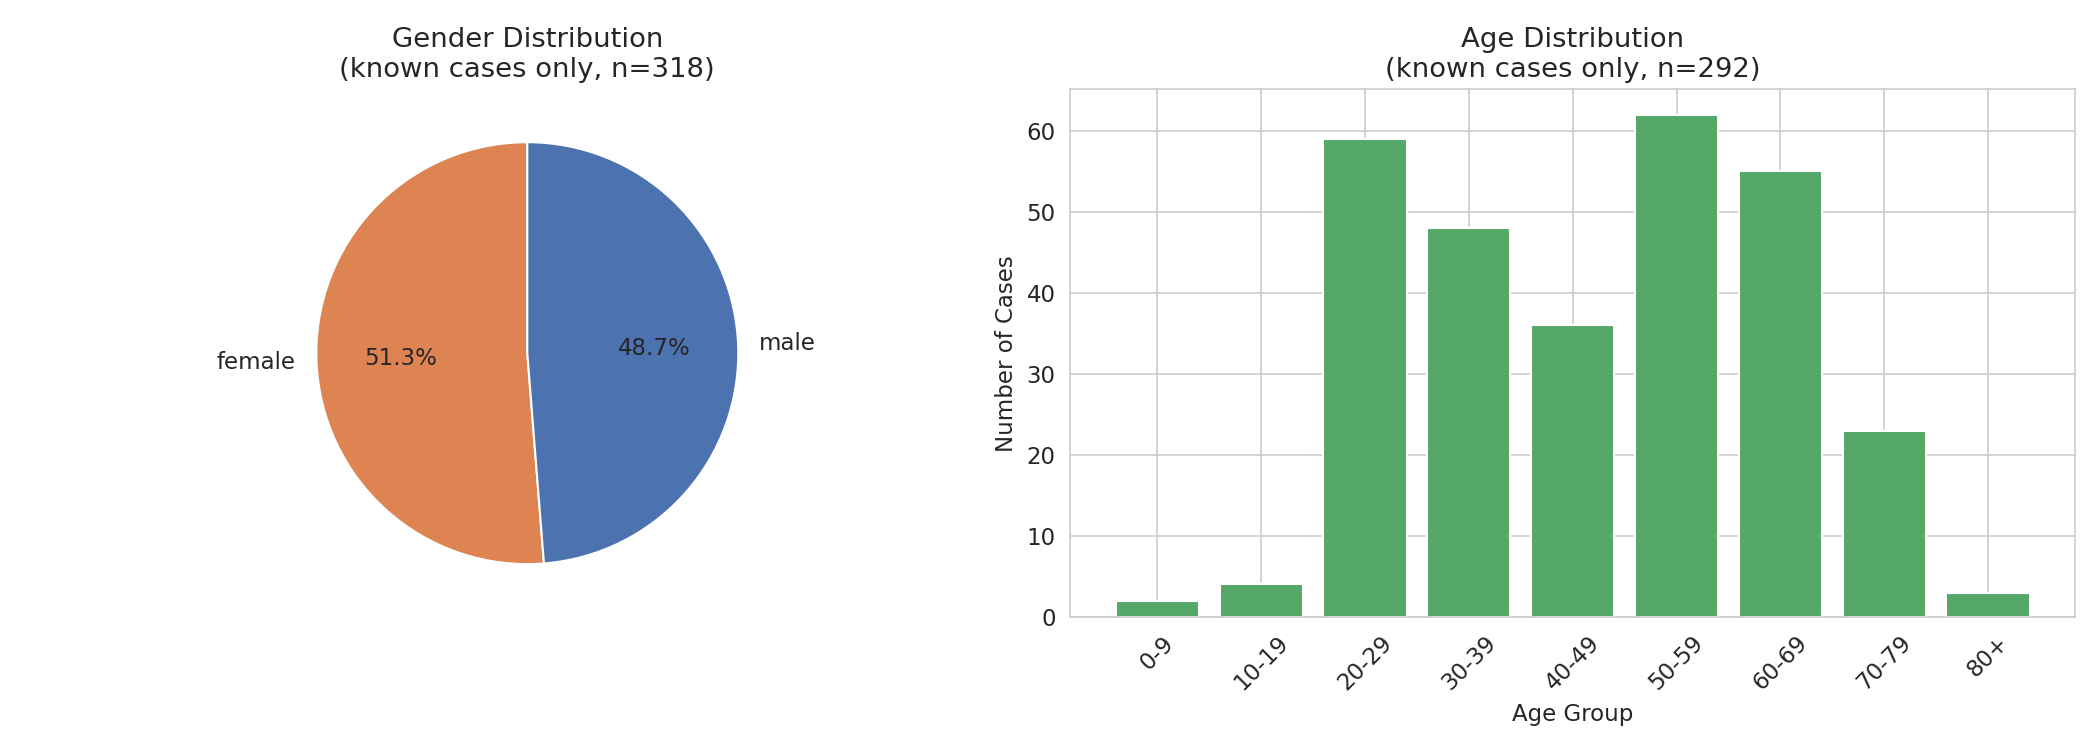 Gender Distribution
(known cases only, n=318)
female
51.3%
48.7%
male
Age Distribution
(known cases only, n=292)
Number of Cases
60
50
40
30
20
10
0
0-9
10-19
20-29
30-39
40-49
50-59
60-69
70-79
80+
Age Group